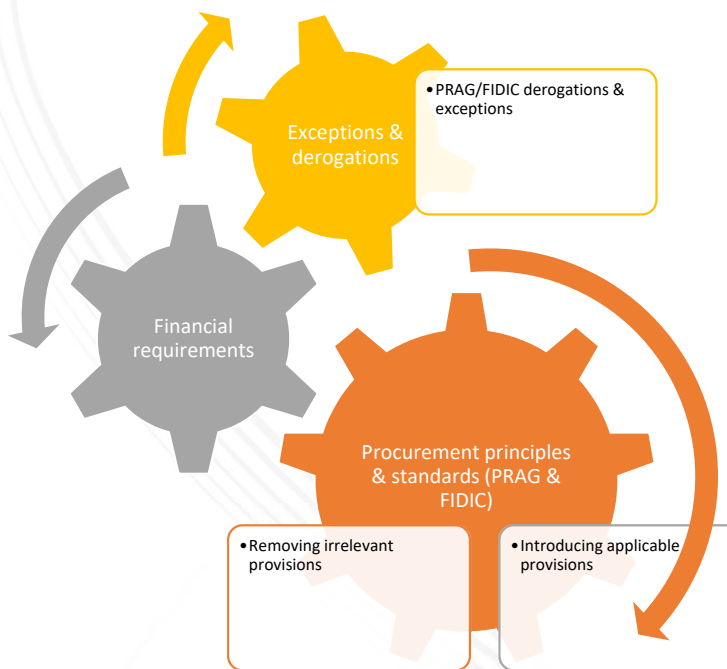 •PRAG/FIDIC derogations &
exceptions
Exceptions &
derogations
Financial
requirements
Procurement principles
& standards (PRAG &
FIDIC)
•Removing irrelevant
provisions
•Introducing applicable
provisions